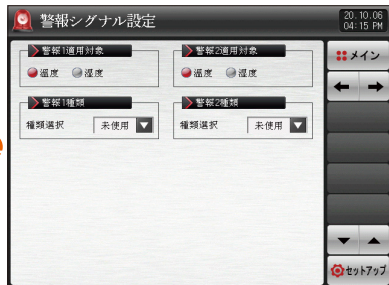 警報シグナル設定
20.10.06
04:15 PM
警報1適用対象
警報2適用対象
温度 湿度
温度 湿度
警報1種類
警報2種類
種類選択 未使用
種類選択 未使用
メイン
セットアップ